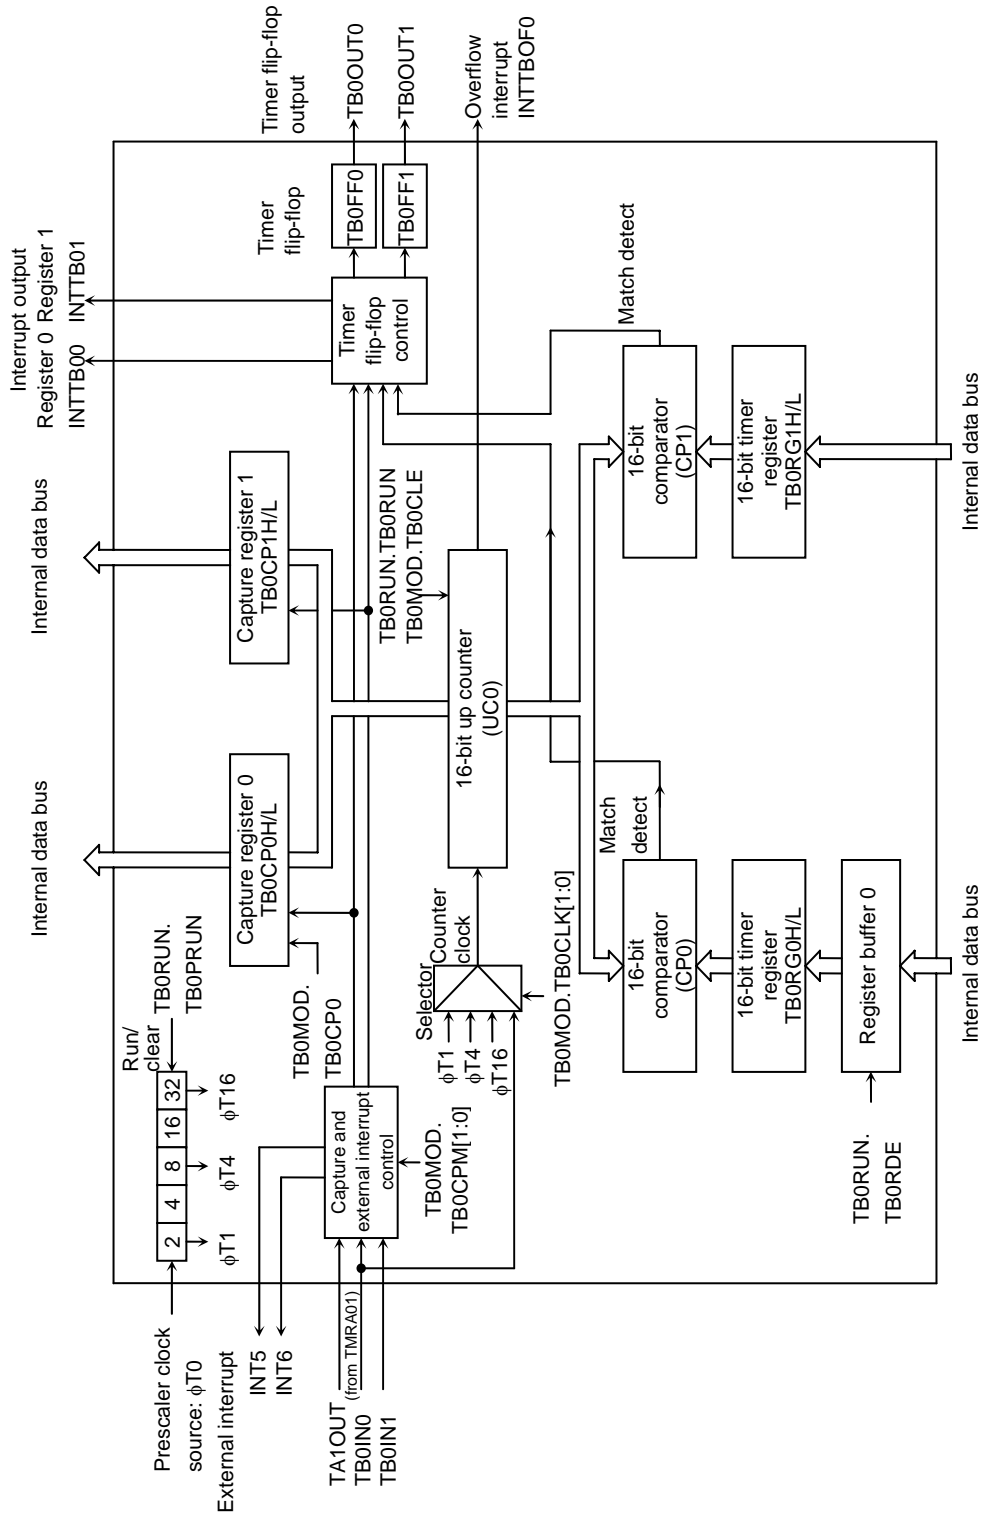 Prescaler clock
source: ϕT0
External interrupt
INT5
INT6
TA1OUT
(from TMRA01)
TB0IN0
TB0IN1
2
4
8
16
32
ϕT1
ϕT4
ϕT16
Run/
clear
TB0RUN.
TB0PRUN
Capture and
external interrupt
control
TB0MOD.
TB0CPM[1:0]
TB0MOD.
TB0CP0
Selector
ϕT1
ϕT4
ϕT16
TB0MOD.TB0CLK[1:0]
Counter
clock
Internal data bus
Capture register 0
TB0CP0H/L
Internal data bus
Capture register 1
TB0CP1H/L
TB0RUN.TB0RUN
TB0MOD.TB0CLE
16-bit up counter
(UC0)
Match
detect
Match detect
16-bit
comparator
(CP0)
16-bit timer
register
TB0RG0H/L
Register buffer 0
TB0RUN.
TB0RDE
Internal data bus
16-bit
comparator
(CP1)
16-bit timer
register
TB0RG1H/L
Internal data bus
Interrupt output
Register 0 Register 1
INTTB00 INTTB01
Timer
flip-flop
control
Timer
flip-flop
TB0FF0
TB0FF1
Timer flip-flop
output
TB0OUT0
TB0OUT1
Overflow
interrupt
INTTBOF0